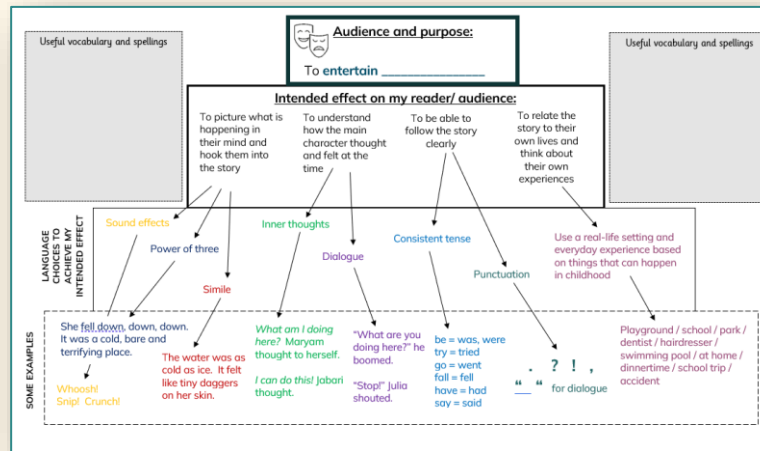 Useful vocabulary and spellings
Audience and purpose:
To entertain _______________
Useful vocabulary and spellings
Intended effect on my reader/ audience:
To picture what is
happening in
their mind and
hook them into
the story
To understand
how the main
character thought
and felt at the
time
To be able to
follow the story
clearly
To relate the
story to their
own lives and
think about
their own
experiences
LANGUAGE
CHOICES TO
ACHIEVE MY
INTENDED EFFECT
Sound effects
Power of three
Simile
Inner thoughts
Dialogue
Consistent tense
Punctuation
Use a real-life setting and
everyday experience based
on things that can happen
in childhood
SOME EXAMPLES
She fell down, down, down.
It was a cold, bare and
terrifying place.
Whoosh!
Snip! Crunch!
The water was as
cold as ice. It felt
like tiny daggers
on her skin.
What am I doing
here? Maryam
thought to herself.
I can do this! Jabari
thought.
"What are you
doing here?" he
boomed.
"Stop!" Julia
shouted.
be = was, were
try = tried
go = went
fall = fell
have = had
say = said
. ? ! ,
“__“ for dialogue
Playground / school / park /
dentist / hairdresser /
swimming pool / at home /
dinnertime / school trip /
accident